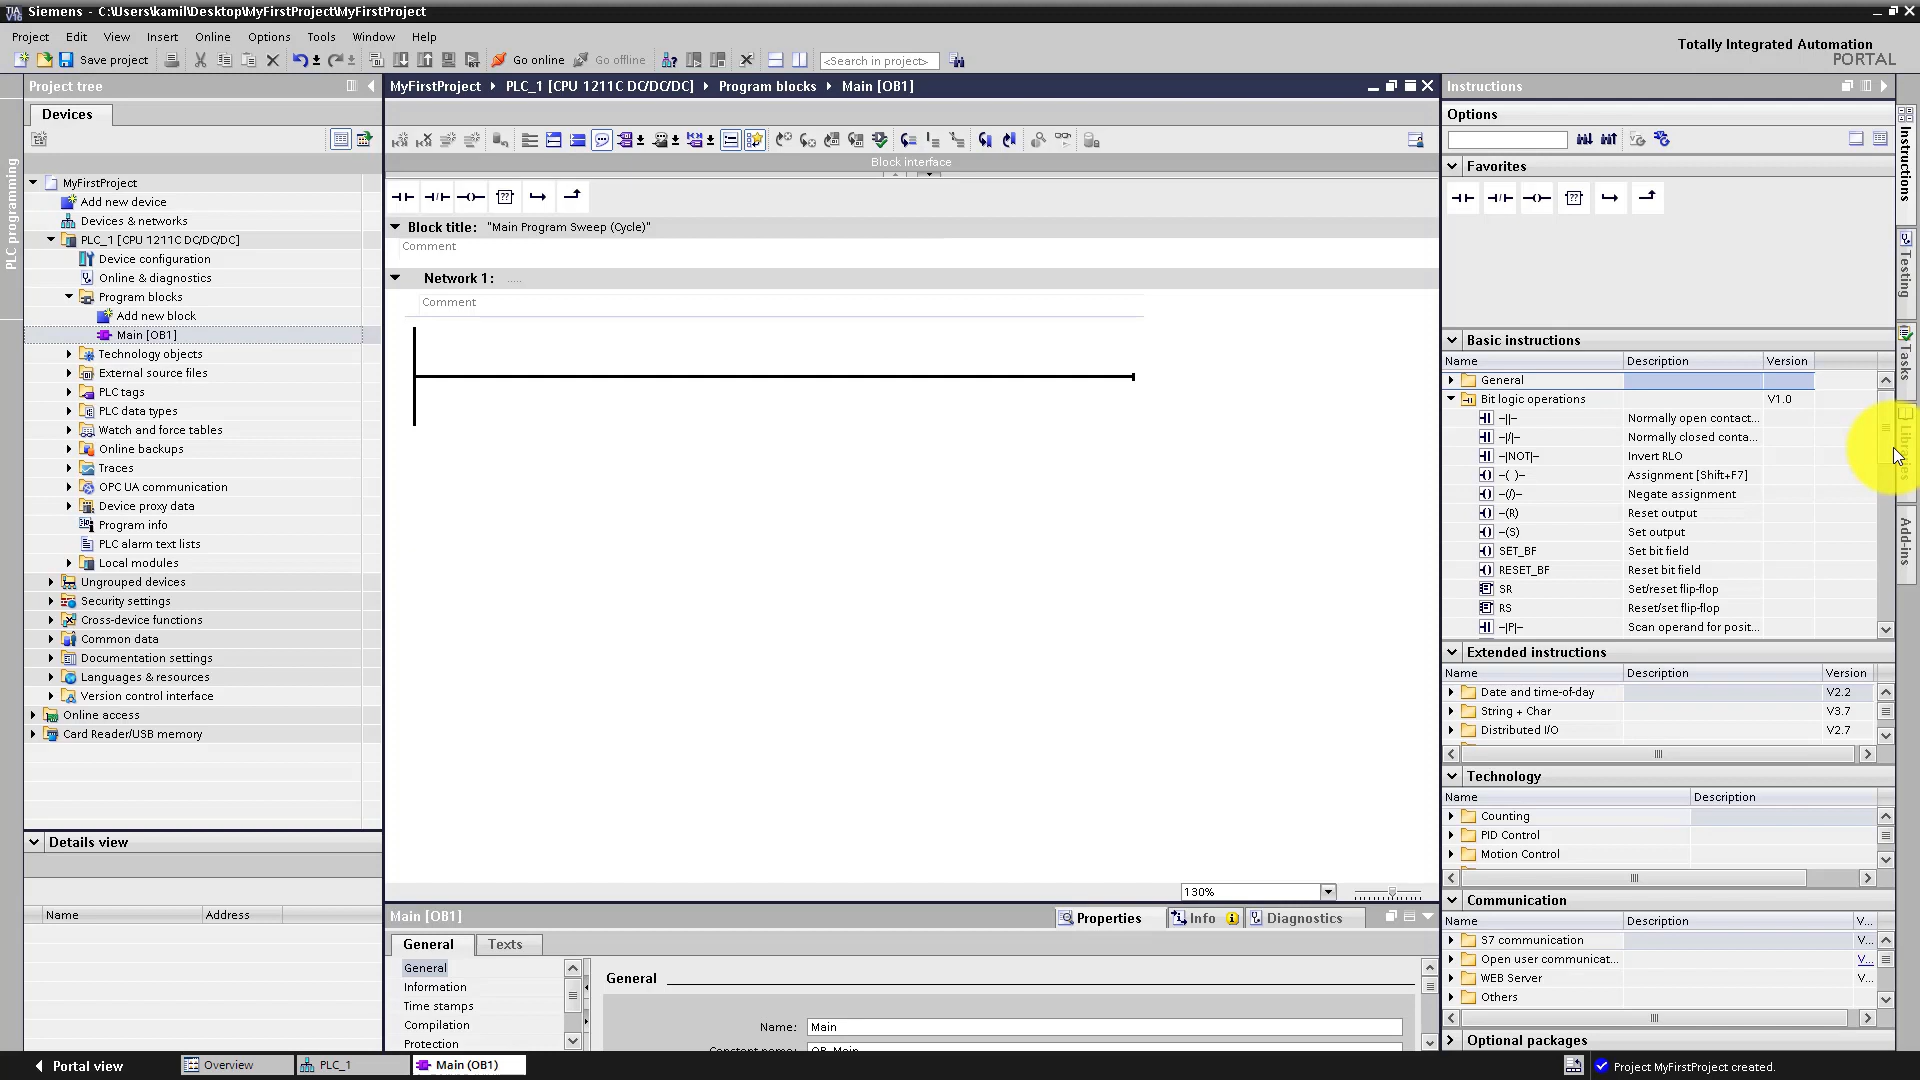 Siemens - C:\Users\kamil\Desktop\MyFirstProject\MyFirstProject
Project Edit View Insert Online Options Tools Window Help
Totally Integrated Automation
PORTAL
Save project
Go online
Go offline
<Search in project>
Project tree
Devices
PLC programming
MyFirstProject
Add new device
Devices & networks
PLC_1 [CPU 1211C DC/DC/DC]
Device configuration
Online & diagnostics
Program blocks
Add new block
Main [OB1]
Technology objects
External source files
PLC tags
PLC data types
Watch and force tables
Online backups
Traces
OPC UA communication
Device proxy data
Program info
PLC alarm text lists
Local modules
Ungrouped devices
Security settings
Cross-device functions
Common data
Documentation settings
Languages & resources
Version control interface
Online access
Card Reader/USB memory
Details view
Name Address
MyFirstProject PLC_1 [CPU 1211C DC/DC/DC] Program blocks Main [OB1]
Block interface
??
Block title: "Main Program Sweep (Cycle)"
Comment
Network 1: .....
Comment
130%
Main [OB1]
Properties Info Diagnostics
General Texts
General
Information
Time stamps
Compilation
Protection
General
Name: Main
Constant name: OB_Main
Instructions
Options
Favorites
??
Basic instructions
Name Description Version
General
Bit logic operations V1.0
-||- Normally open contact...
-|/|- Normally closed conta...
-|NOT|- Invert RLO
-( )- Assignment [Shift+F7]
-(/)- Negate assignment
-(R) Reset output
-(S) Set output
SET_BF Set bit field
RESET_BF Reset bit field
SR Set/reset flip-flop
RS Reset/set flip-flop
-|P|- Scan operand for posit...
Extended instructions
Name Description Version
Date and time-of-day V2.2
String + Char V3.7
Distributed I/O V2.7
Technology
Name Description
Counting
PID Control
Motion Control
Communication
Name Description V...
S7 communication V...
Open user communicat... V...
WEB Server V...
Others
Optional packages
Instructions
Testing
Tasks
Libraries
Add-ins
Portal view
Overview
PLC_1
Main (OB1)
Project MyFirstProject created.